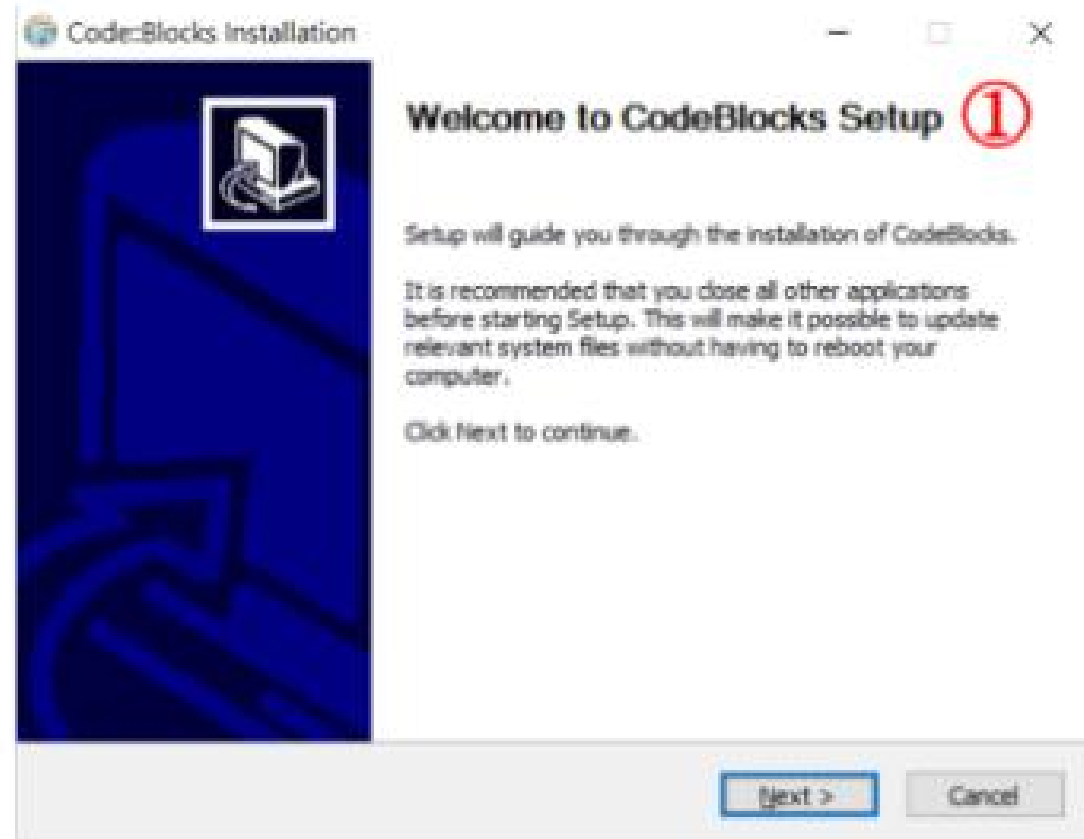 Code::Blocks Installation
Welcome to CodeBlocks Setup ①
Setup will guide you through the installation of CodeBlocks.
It is recommended that you close all other applications
before starting Setup. This will make it possible to update
relevant system files without having to reboot your
computer.
Click Next to continue.
Next >
Cancel